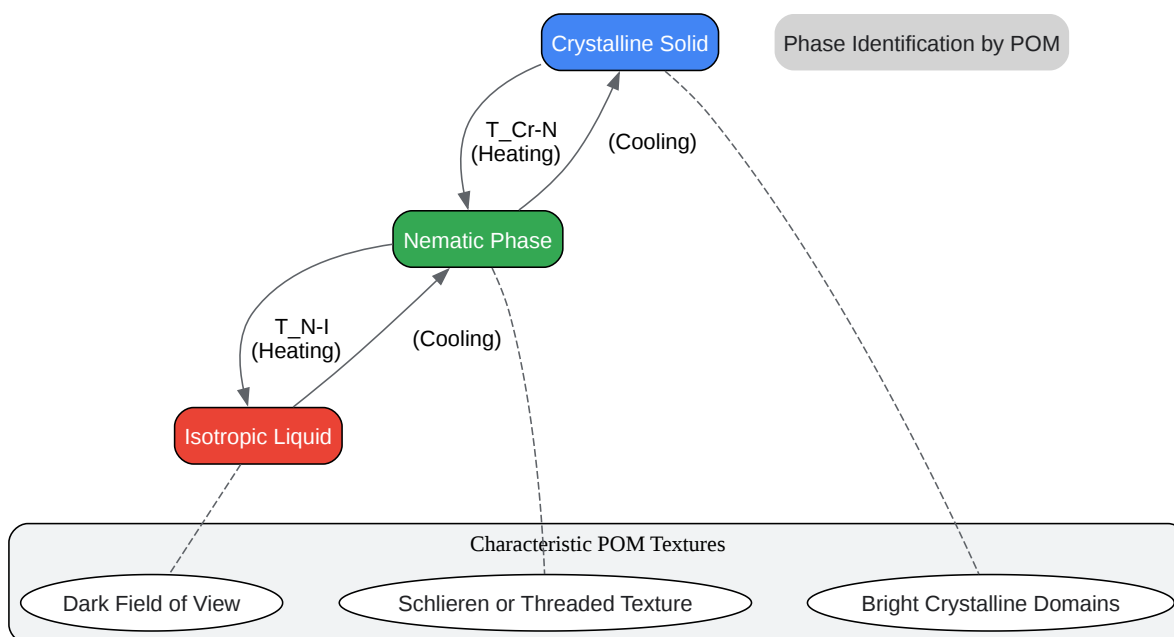 Crystalline Solid
Phase Identification by POM
T_Cr-N
(Heating)
(Cooling)
Nematic Phase
T_N-I
(Heating)
(Cooling)
Isotropic Liquid
Characteristic POM Textures
Dark Field of View
Schlieren or Threaded Texture
Bright Crystalline Domains